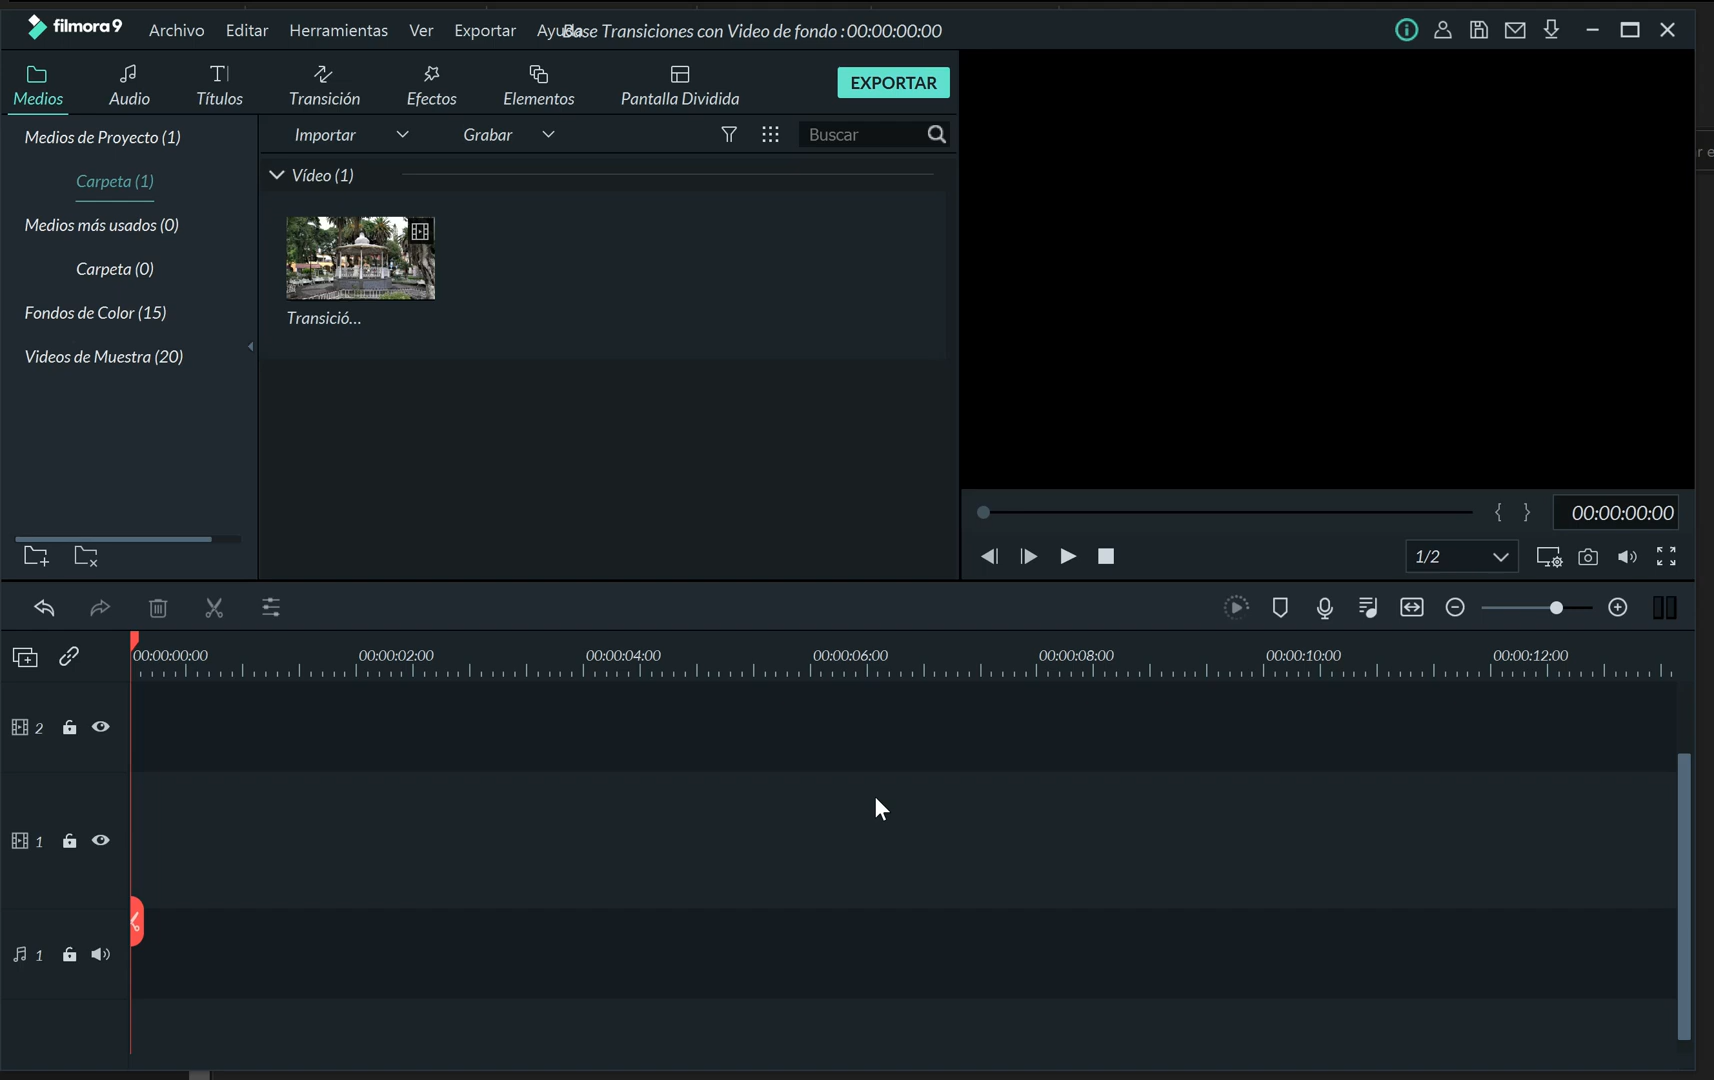 filmora9
Archivo Editar Herramientas Ver Exportar Ayuda
Base Transiciones con Video de fondo : 00:00:00:00
Medios Audio Títulos Transición Efectos Elementos Pantalla Dividida
EXPORTAR
Medios de Proyecto (1)
Carpeta (1)
Medios más usados (0)
Carpeta (0)
Fondos de Color (15)
Videos de Muestra (20)
Importar Grabar Buscar
Vídeo (1)
Transició...
00:00:00:00
1/2
00:00:00:00 00:00:02:00 00:00:04:00 00:00:06:00 00:00:08:00 00:00:10:00 00:00:12:00
2
1
1